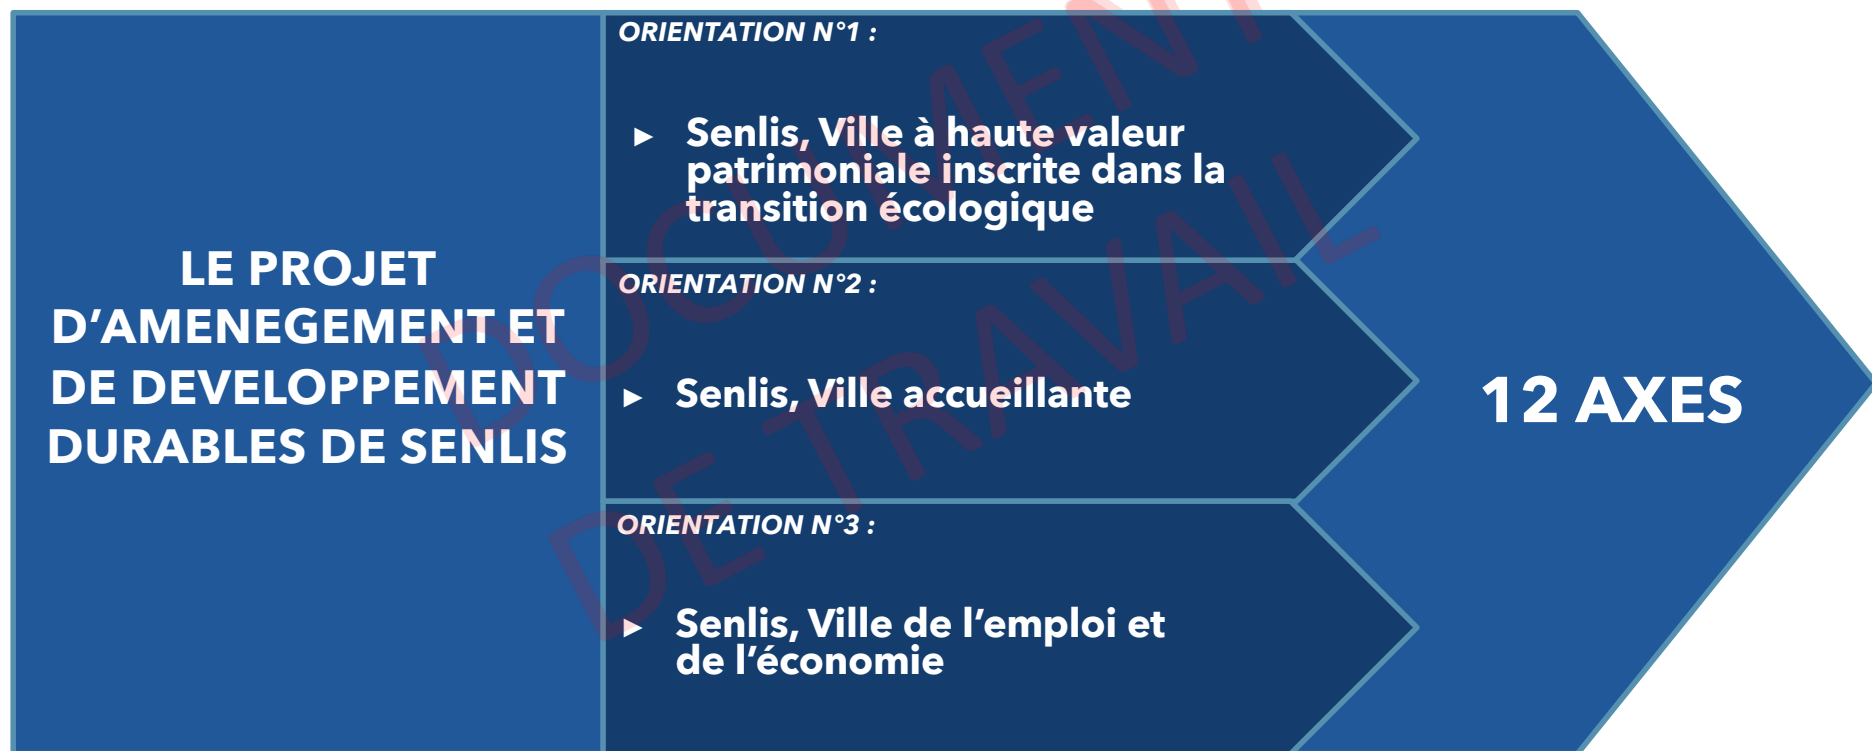 LE PROJET
D’AMENEGEMENT ET
DE DEVELOPPEMENT
DURABLES DE SENLIS
ORIENTATION N°1 :
► Senlis, Ville à haute valeur
patrimoniale inscrite dans la
transition écologique
ORIENTATION N°2 :
► Senlis, Ville accueillante
ORIENTATION N°3 :
► Senlis, Ville de l’emploi et
de l’économie
12 AXES
DOCUMENT
DE TRAVAIL